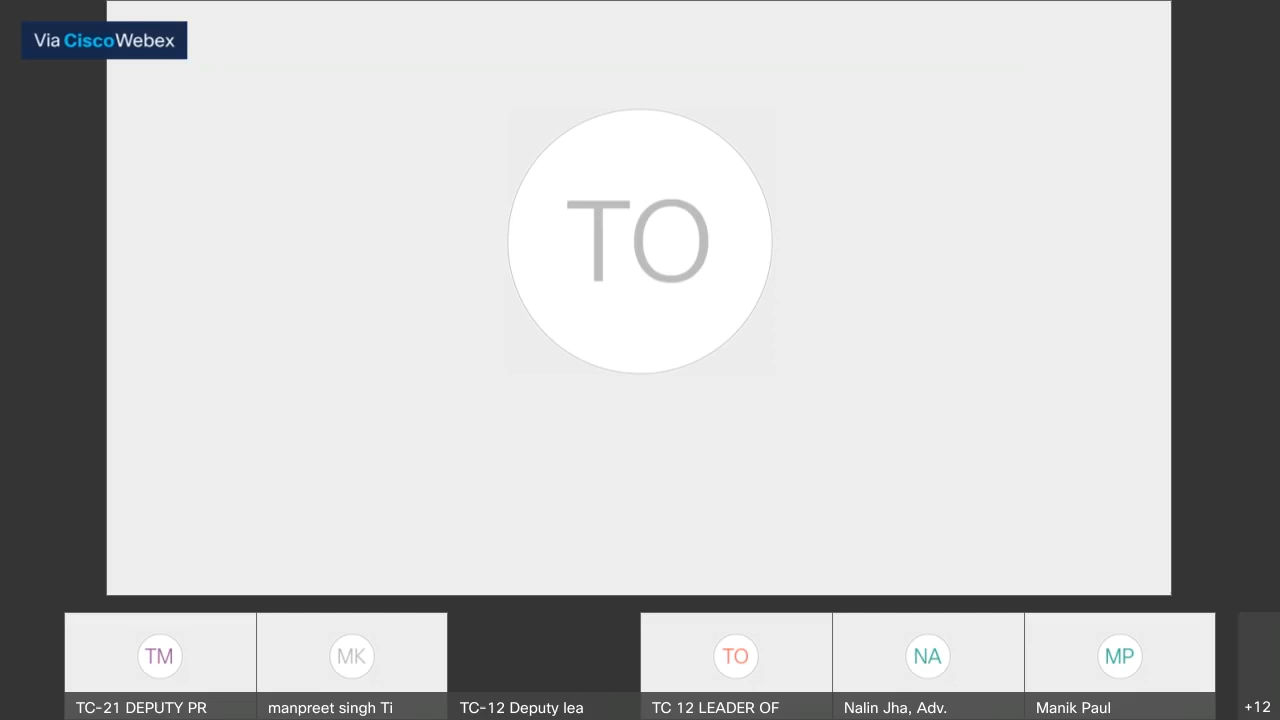 Via CiscoWebex
TO
TM
MK
TO
NA
MP
TC-21 DEPUTY PR
manpreet singh Ti
TC-12 Deputy lea
TC 12 LEADER OF
Nalin Jha, Adv.
Manik Paul
+12